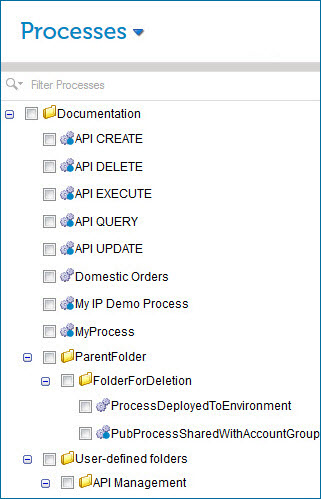 Processes
Filter Processes
Documentation
API CREATE
API DELETE
API EXECUTE
API QUERY
API UPDATE
Domestic Orders
My IP Demo Process
MyProcess
ParentFolder
FolderForDeletion
ProcessDeployedToEnvironment
PubProcessSharedWithAccountGroup
User-defined folders
API Management